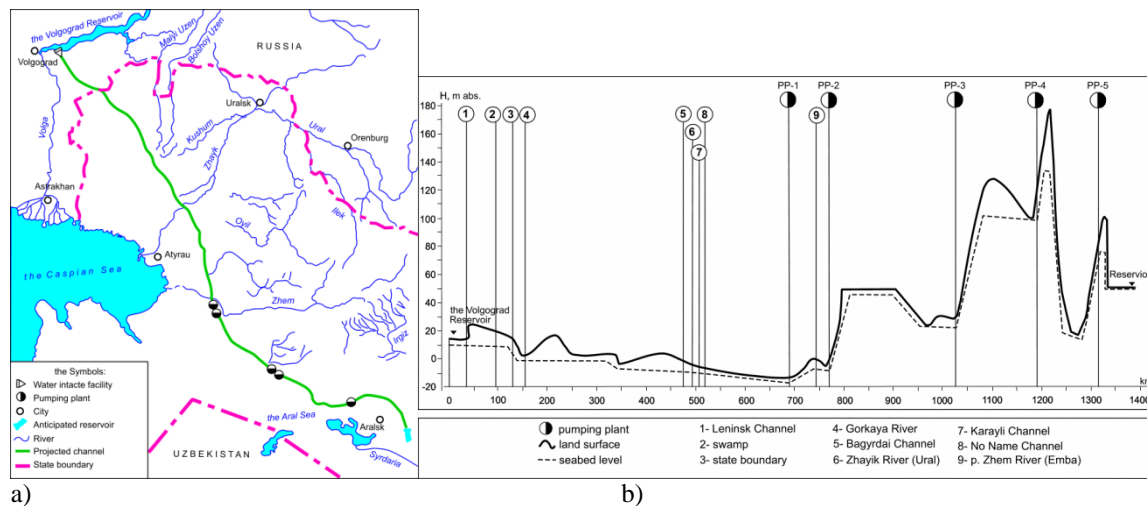 the Volgograd Reservoir
Volgograd
Malyi Uzen
Bolshoy Uzen
RUSSIA
Uralsk
Kushum
Ural
Orenburg
Volga
Zhayk
Astrakhan
Ilek
Oyil
Atyrau
the Caspian Sea
Zhem
Irgiz
the Aral Sea
Aralsk
UZBEKISTAN
Syrdaria
the Symbols:
Water intacte facility
Pumping plant
City
Anticipated reservoir
River
Projected channel
State boundary
PP-1 PP-2 PP-3 PP-4 PP-5
H, m abs.
180
160
140
120
100
80
60
40
20
0
-20
1 2 3 4 5 6 7 8 9
the Volgograd
Reservoir
Reservio
km
0 100 200 300 400 500 600 700 800 900 1000 1100 1200 1300 1400
pumping plant
land surface
seabed level
1- Leninsk Channel
2- swamp
3- state boundary
4- Gorkaya River
5- Bagyrdai Channel
6- Zhayik River (Ural)
7- Karayli Channel
8- No Name Channel
9- p. Zhem River (Emba)
a) b)